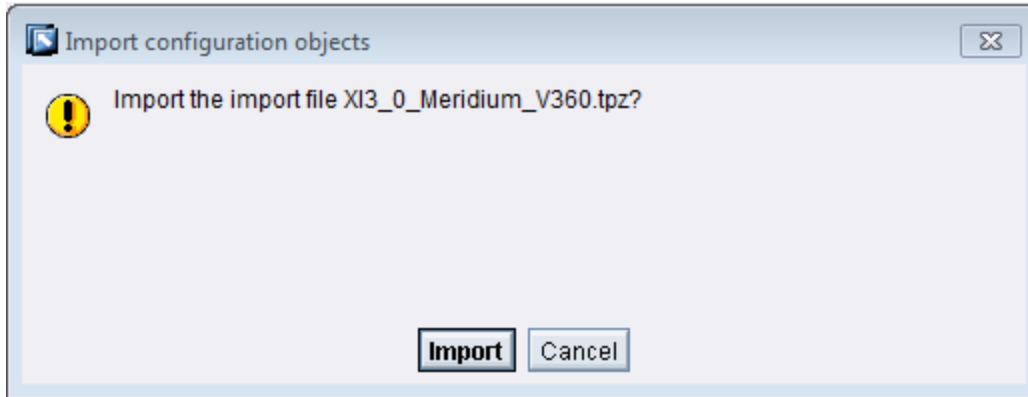 Import configuration objects
Import the import file XI3_0_Meridium_V360.tpz?
Import Cancel